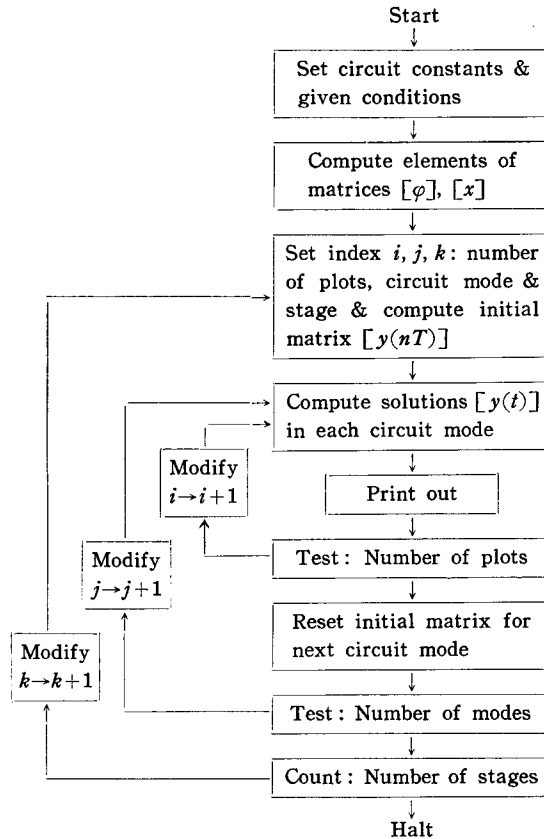 Start
Set circuit constants &
given conditions
Compute elements of
matrices [φ], [x]
Set index i, j, k: number
of plots, circuit mode &
stage & compute initial
matrix [y(nT)]
Compute solutions [y(t)]
in each circuit mode
Modify
i→i+1
Print out
Test: Number of plots
Modify
j→j+1
Reset initial matrix for
next circuit mode
Modify
k→k+1
Test: Number of modes
Count: Number of stages
Halt